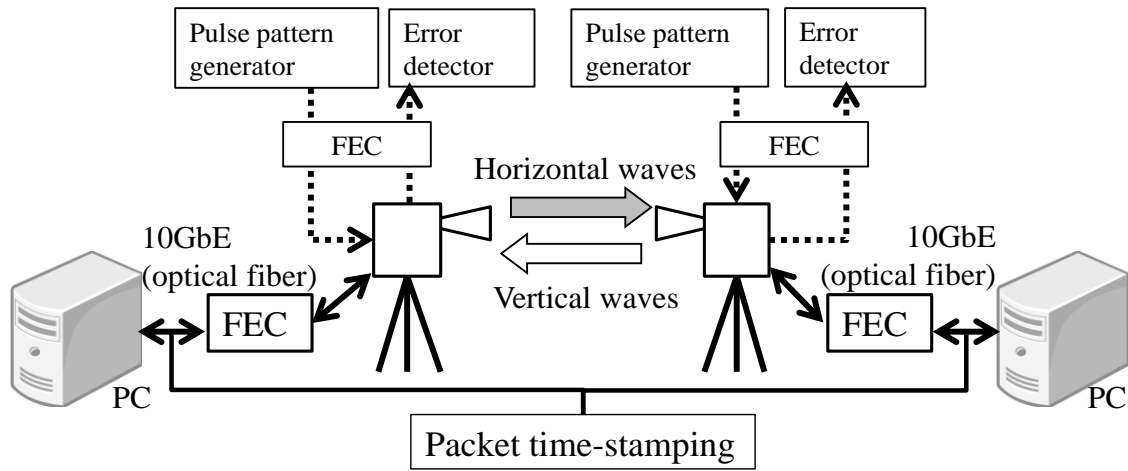 Pulse pattern
generator
Error
detector
Pulse pattern
generator
Error
detector
FEC
FEC
Horizontal waves
10GbE
(optical fiber)
10GbE
(optical fiber)
Vertical waves
FEC
FEC
PC
PC
Packet time-stamping